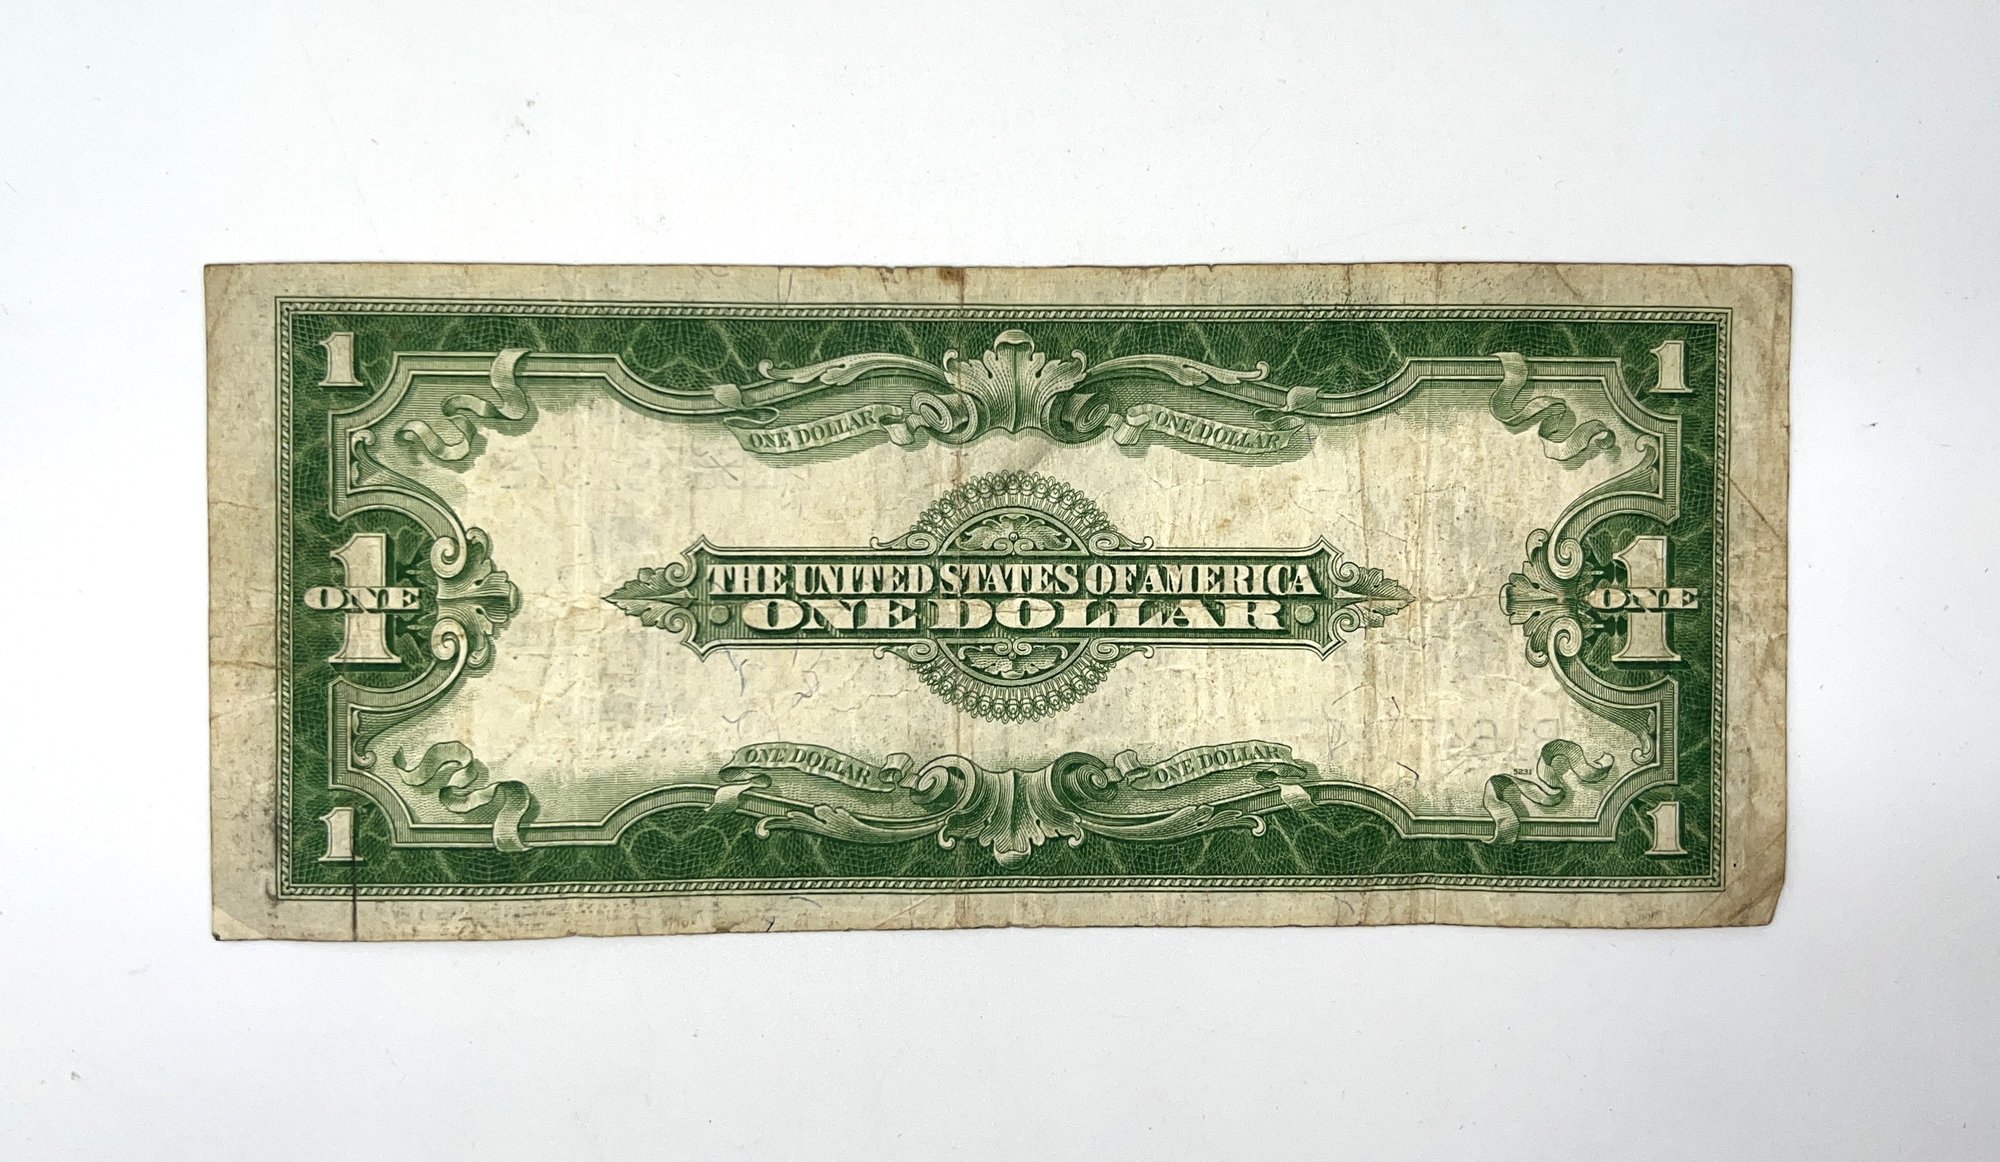 1 1
ONE DOLLAR ONE DOLLAR
THE UNITED STATES OF AMERICA
1 ONE 1 ONE
ONE DOLLAR
ONE DOLLAR ONE DOLLAR
5231
1 1